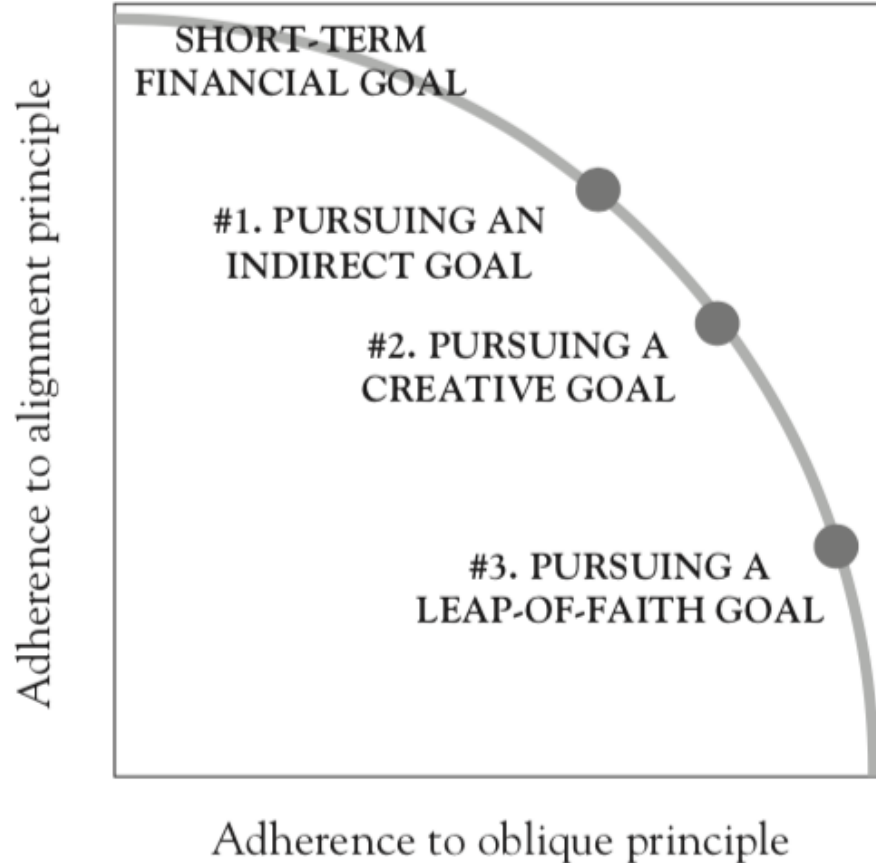 SHORT-TERM
FINANCIAL GOAL
Adherence to alignment principle
#1. PURSUING AN
INDIRECT GOAL
#2. PURSUING A
CREATIVE GOAL
#3. PURSUING A
LEAP-OF-FAITH GOAL
Adherence to oblique principle